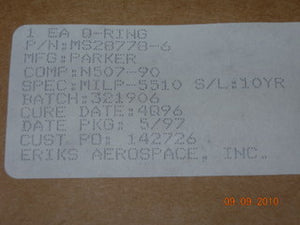 1 EA O-RING
P/N:MS28778-6
MFG:PARKER
COMP:N507-90
SPEC:MILP-5510 S/L:10YR
BATCH:321906
CURE DATE:4Q96
DATE PKG: 5/97
CUST PO: 142726
ERIKS AEROSPACE, INC.
09.09.2010